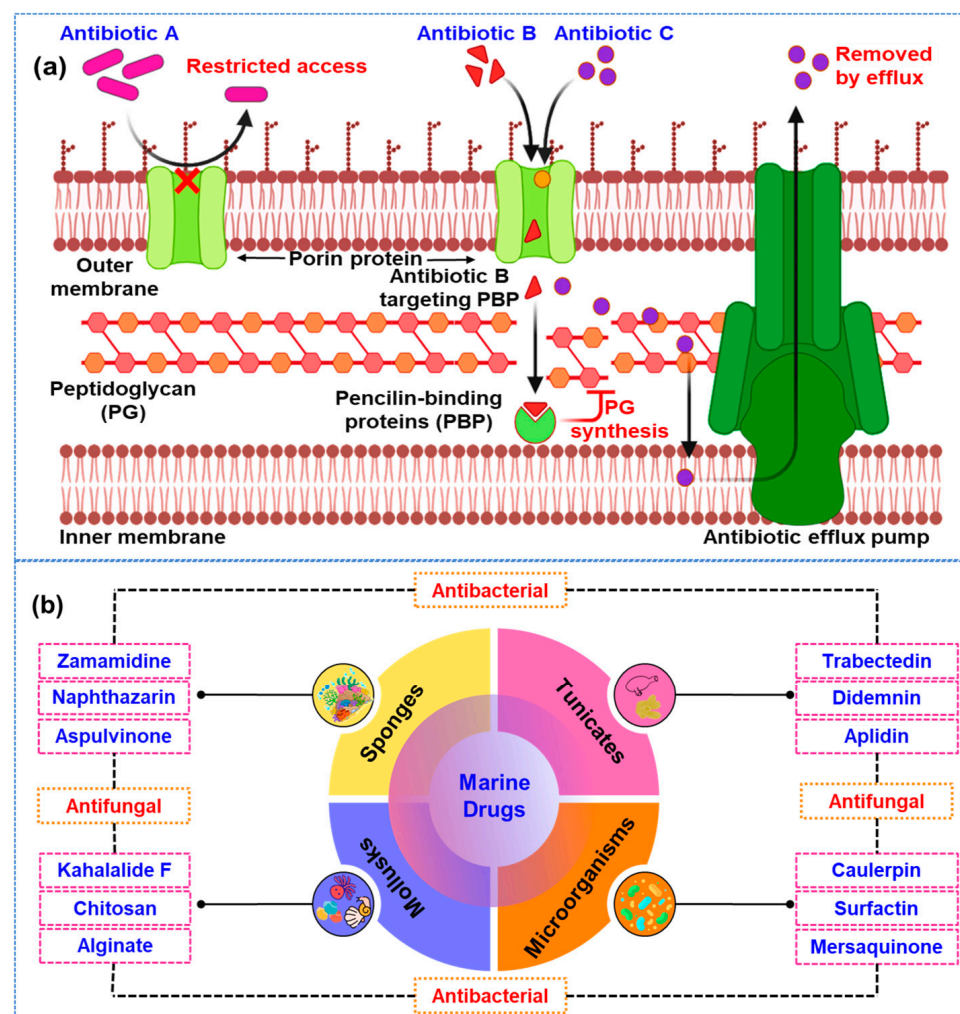 (a)
Antibiotic A
Restricted access
Antibiotic B
Antibiotic C
Removed
by efflux
Outer
membrane
Porin protein
Antibiotic B
targeting PBP
Peptidoglycan
(PG)
Pencilin-binding
proteins (PBP)
PG
synthesis
Inner membrane
Antibiotic efflux pump
(b)
Antibacterial
Zamamidine
Naphthazarin
Aspulvinone
Sponges
Tunicates
Trabectedin
Didemnin
Aplidin
Antifungal
Marine
Drugs
Antifungal
Kahalalide F
Chitosan
Alginate
Mollusks
Microorganisms
Caulerpin
Surfactin
Mersaquinone
Antibacterial